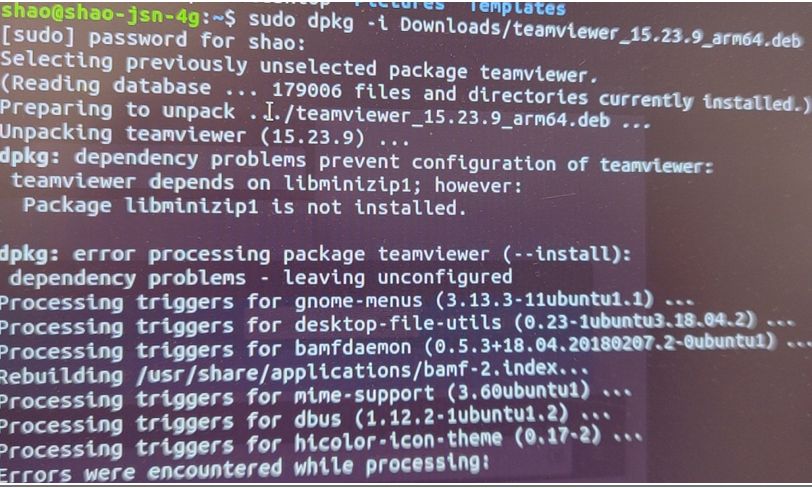 Pictures Templates
shao@shao-jsn-4g:~$ sudo dpkg -i Downloads/teamviewer_15.23.9_arm64.deb
[sudo] password for shao:
Selecting previously unselected package teamviewer.
(Reading database ... 179006 files and directories currently installed.)
Preparing to unpack .../teamviewer_15.23.9_arm64.deb ...
Unpacking teamviewer (15.23.9) ...
dpkg: dependency problems prevent configuration of teamviewer:
 teamviewer depends on libminizip1; however:
  Package libminizip1 is not installed.

dpkg: error processing package teamviewer (--install):
 dependency problems - leaving unconfigured
Processing triggers for gnome-menus (3.13.3-11ubuntu1.1) ...
Processing triggers for desktop-file-utils (0.23-1ubuntu3.18.04.2) ...
Processing triggers for bamfdaemon (0.5.3+18.04.20180207.2-0ubuntu1) ...
Rebuilding /usr/share/applications/bamf-2.index...
Processing triggers for mime-support (3.60ubuntu1) ...
Processing triggers for dbus (1.12.2-1ubuntu1.2) ...
Processing triggers for hicolor-icon-theme (0.17-2) ...
Errors were encountered while processing: